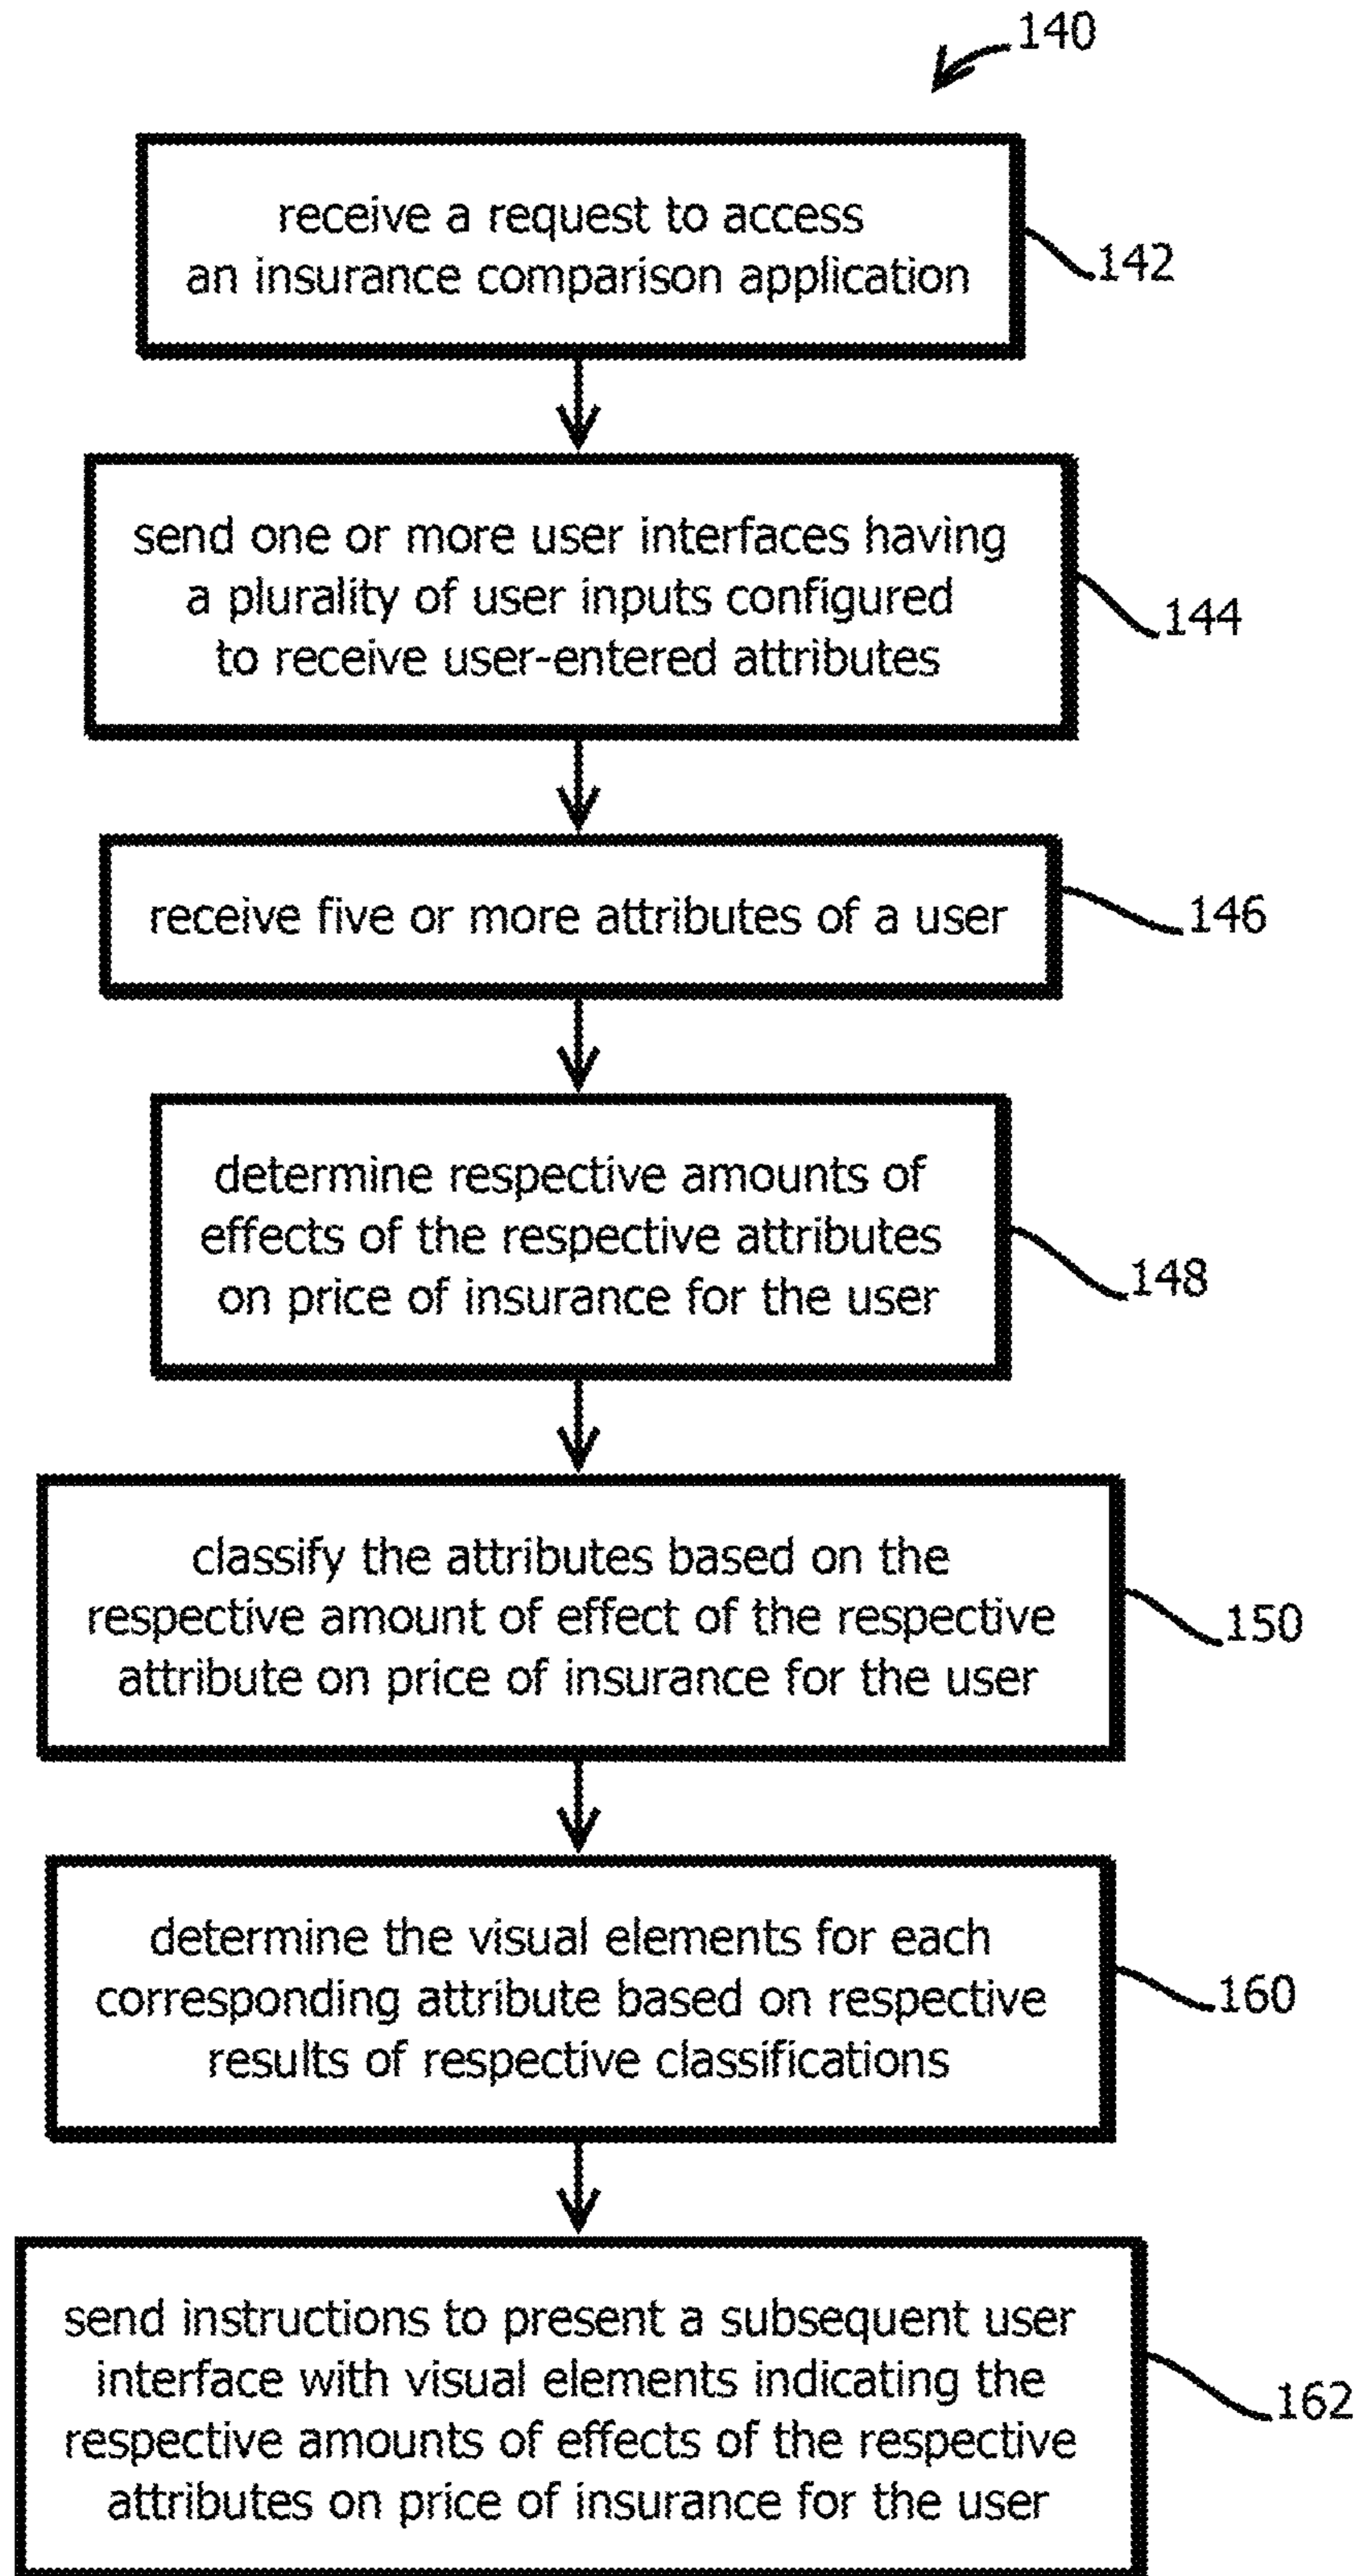 140
receive a request to access
an insurance comparison application
142
send one or more user interfaces having
a plurality of user inputs configured
to receive user-entered attributes
144
receive five or more attributes of a user
146
determine respective amounts of
effects of the respective attributes
on price of insurance for the user
148
classify the attributes based on the
respective amount of effect of the respective
attribute on price of insurance for the user
150
determine the visual elements for each
corresponding attribute based on respective
results of respective classifications
160
send instructions to present a subsequent user
interface with visual elements indicating the
respective amounts of effects of the respective
attributes on price of insurance for the user
162